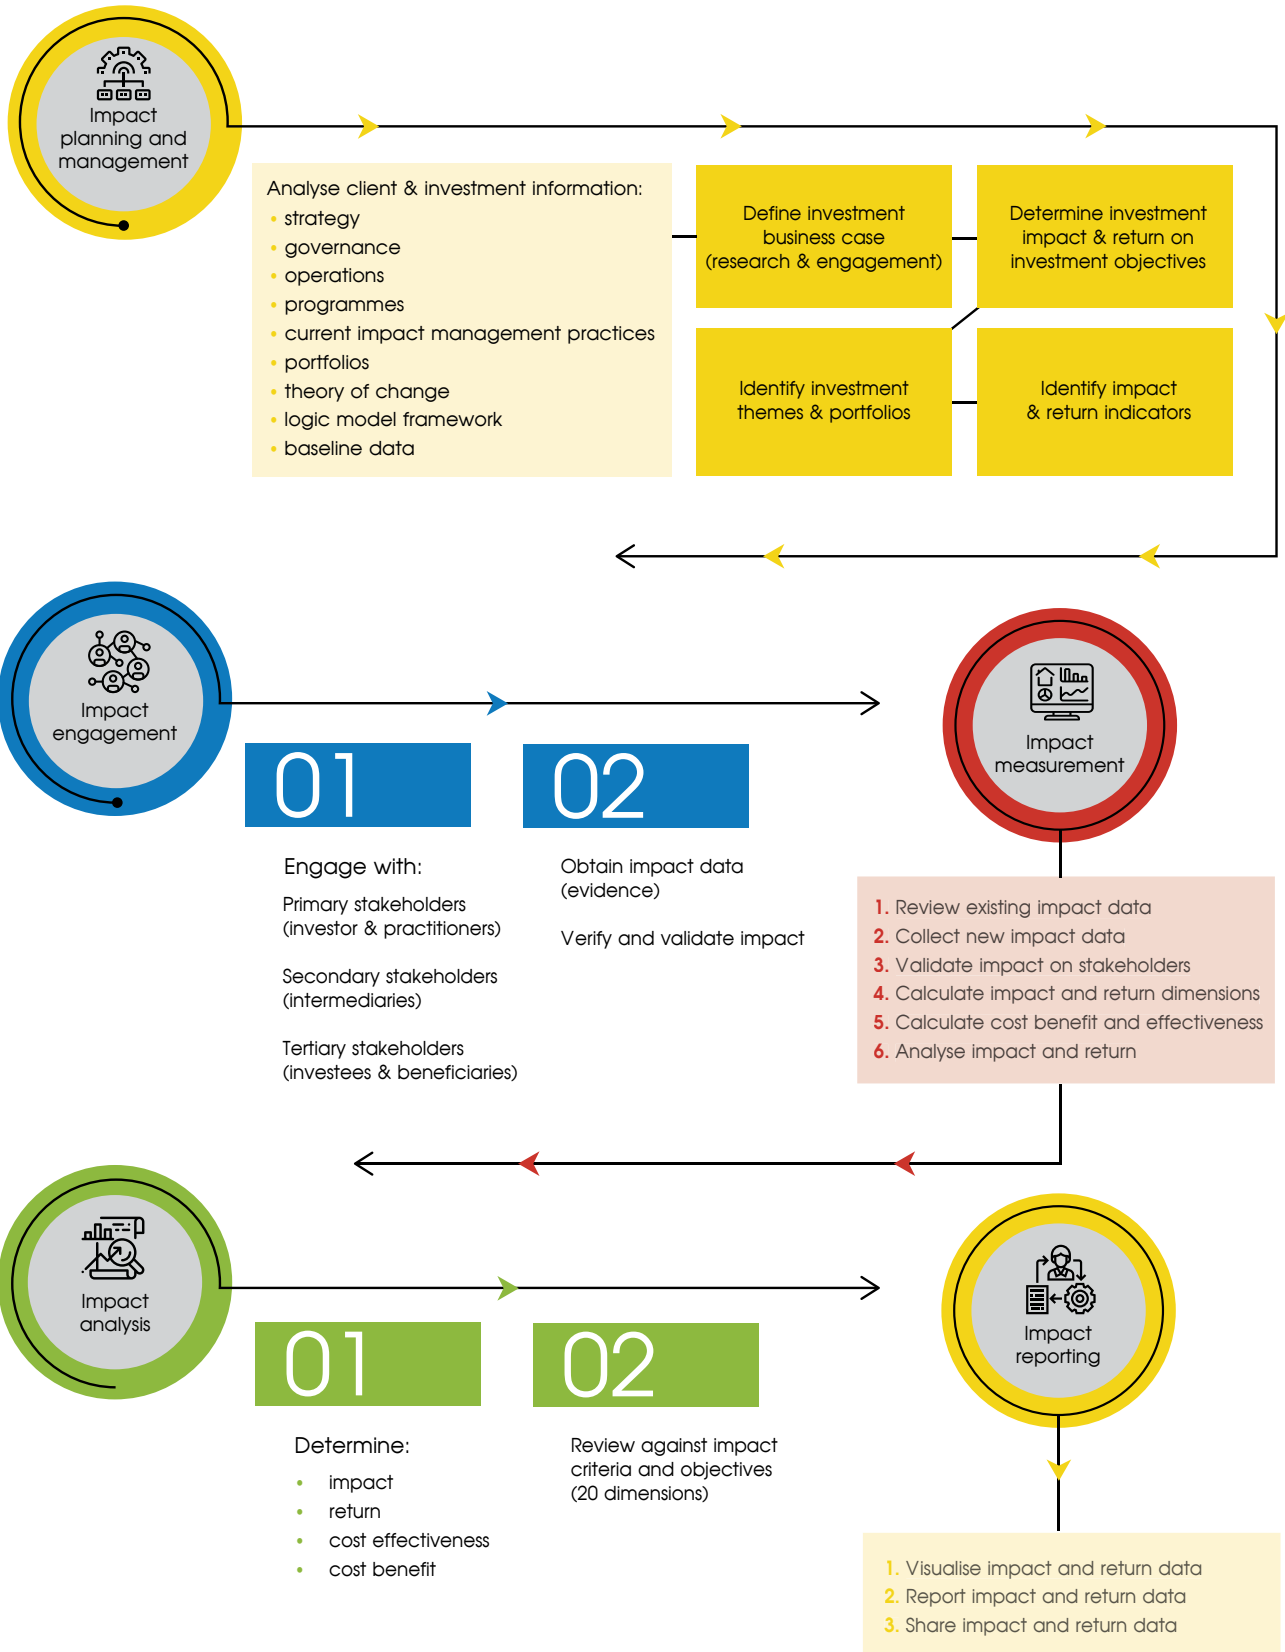 Impact
planning and
management
Analyse client & investment information:
• strategy
• governance
• operations
• programmes
• current impact management practices
• portfolios
• theory of change
• logic model framework
• baseline data
Define investment
business case
(research & engagement)
Determine investment
impact & return on
investment objectives
Identify investment
themes & portfolios
Identify impact
& return indicators
Impact
engagement
01
Engage with:
Primary stakeholders
(investor & practitioners)
Secondary stakeholders
(intermediaries)
Tertiary stakeholders
(investees & beneficiaries)
02
Obtain impact data
(evidence)
Verify and validate impact
Impact
measurement
1. Review existing impact data
2. Collect new impact data
3. Validate impact on stakeholders
4. Calculate impact and return dimensions
5. Calculate cost benefit and effectiveness
6. Analyse impact and return
Impact
analysis
01
Determine:
• impact
• return
• cost effectiveness
• cost benefit
02
Review against impact
criteria and objectives
(20 dimensions)
Impact
reporting
1. Visualise impact and return data
2. Report impact and return data
3. Share impact and return data